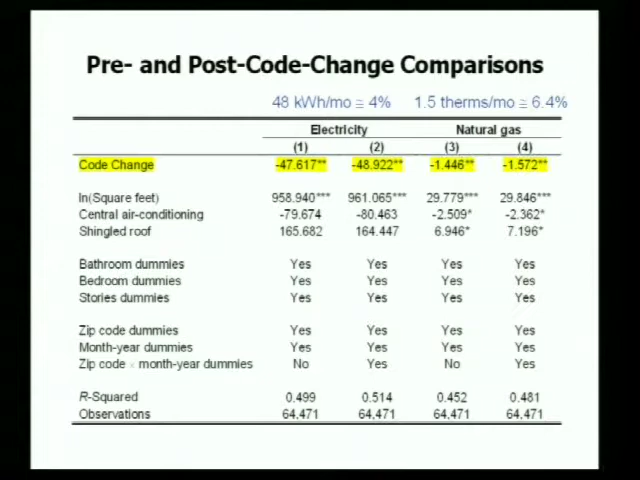 Pre- and Post-Code-Change Comparisons
48 kWh/mo ≅ 4% 1.5 therms/mo ≅ 6.4%
Electricity Natural gas
(1) (2) (3) (4)
Code Change -47.617** -48.922** -1.446** -1.572**
ln(Square feet) 958.940*** 961.065*** 29.779*** 29.846***
Central air-conditioning -79.674 -80.463 -2.509* -2.362*
Shingled roof 165.682 164.447 6.946* 7.196*
Bathroom dummies Yes Yes Yes Yes
Bedroom dummies Yes Yes Yes Yes
Stories dummies Yes Yes Yes Yes
Zip code dummies Yes Yes Yes Yes
Month-year dummies Yes Yes Yes Yes
Zip code × month-year dummies No Yes No Yes
R-Squared 0.499 0.514 0.452 0.481
Observations 64,471 64,471 64,471 64,471